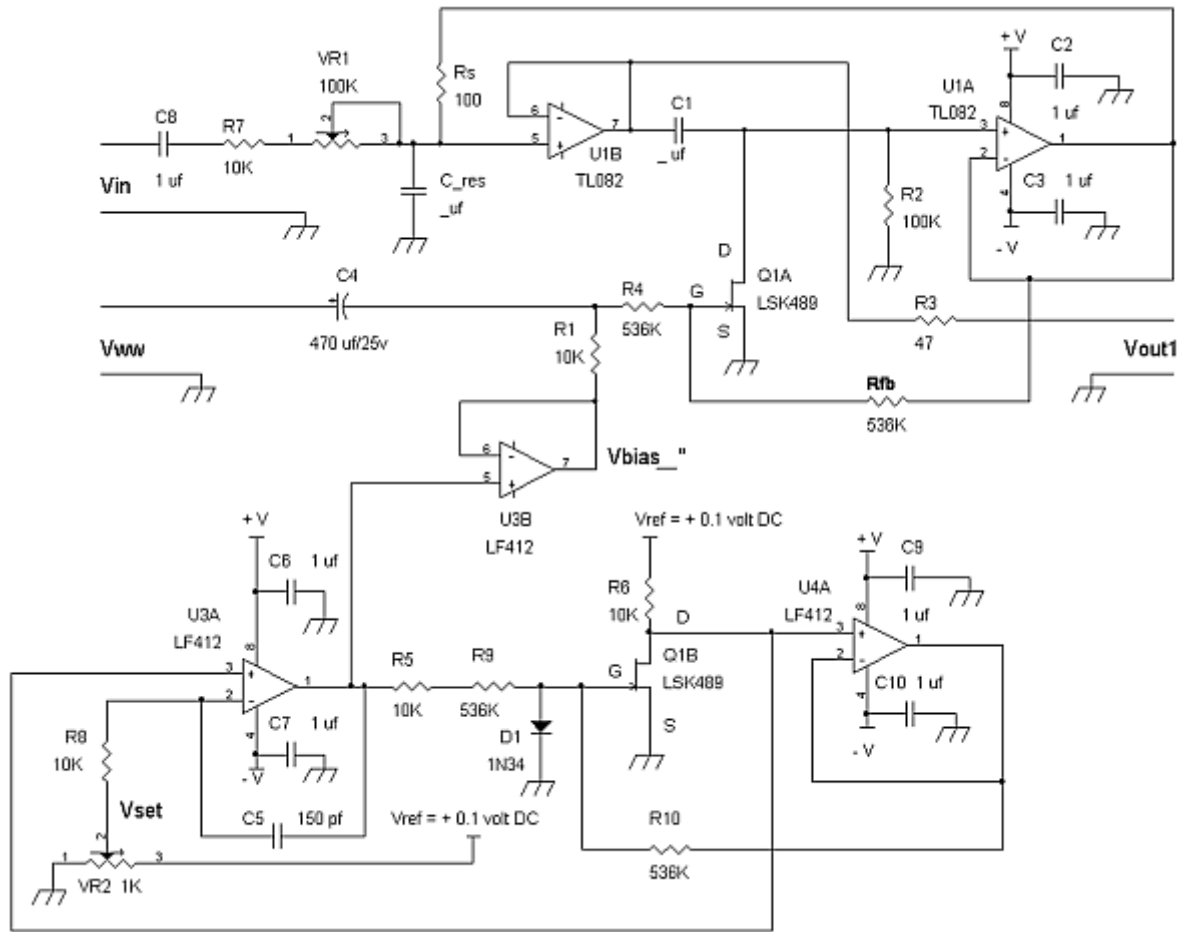 + V
C2
1 uf
U1A
TL082
8
3
+
1
2
-
4
C3
1 uf
- V
VR1
100K
2
Rs
100
C8
1 uf
R7
10K
1
3
6
-
5
+
7
U1B
TL082
C1
_ uf
Vin
C_res
_uf
R2
100K
D
Q1A
LSK489
G
S
C4
470 uf/25v
R4
536K
R1
10K
R3
47
Vww
Vout1
Rfb
536K
6
-
5
+
7
Vbias_"
U3B
LF412
+ V
C6
1 uf
U3A
LF412
8
3
+
1
2
-
4
C7
1 uf
- V
R5
10K
R9
536K
D1
1N34
Vref = + 0.1 volt DC
R6
10K
D
Q1B
LSK489
G
S
+ V
C9
1 uf
U4A
LF412
8
3
+
1
2
-
4
C10
1 uf
- V
R8
10K
Vset
C5
150 pf
Vref = + 0.1 volt DC
R10
536K
1
2
3
VR2
1K